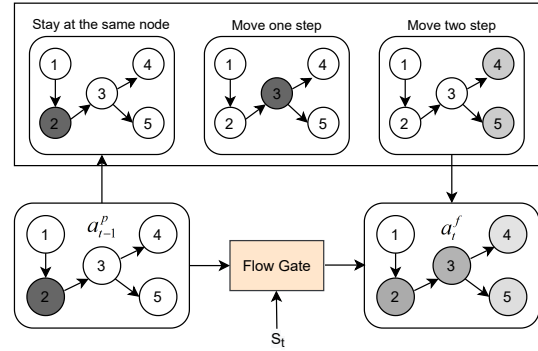 Stay at the same node
Move one step
Move two step
1 4
3
2 5
1 4
3
2 5
1 4
3
2 5
a_{t-1}^{p}
1 4
3
2 5
Flow Gate
S_t
a_t^f
1 4
3
2 5